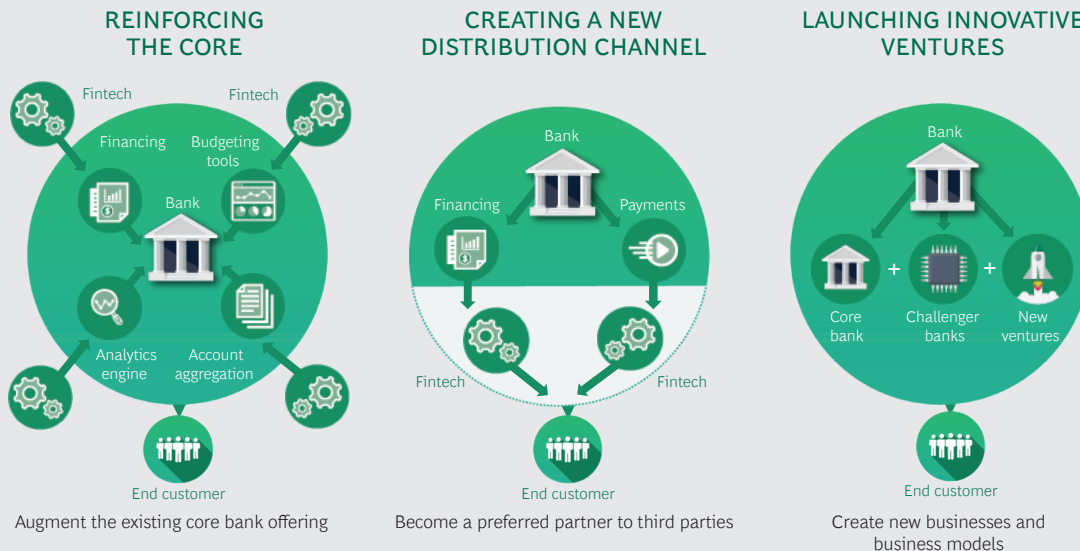 REINFORCING
THE CORE
Fintech
Fintech
Financing
Budgeting
tools
Bank
Analytics
engine
Account
aggregation
End customer
Augment the existing core bank offering
CREATING A NEW
DISTRIBUTION CHANNEL
Bank
Financing
Payments
Fintech
Fintech
End customer
Become a preferred partner to third parties
LAUNCHING INNOVATIVE
VENTURES
Bank
+
+
Core
bank
Challenger
banks
New
ventures
End customer
Create new businesses and
business models